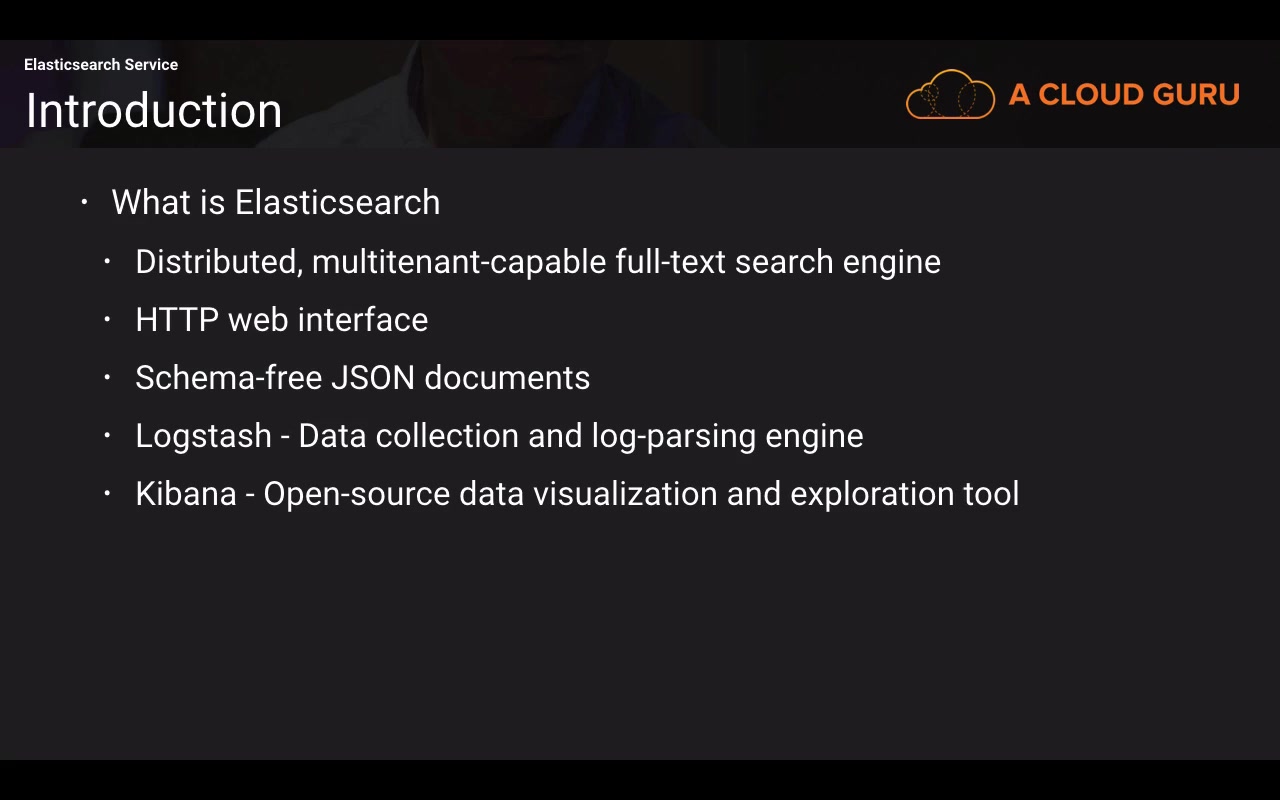 Elasticsearch Service
Introduction
A CLOUD GURU
• What is Elasticsearch
• Distributed, multitenant-capable full-text search engine
• HTTP web interface
• Schema-free JSON documents
• Logstash - Data collection and log-parsing engine
• Kibana - Open-source data visualization and exploration tool